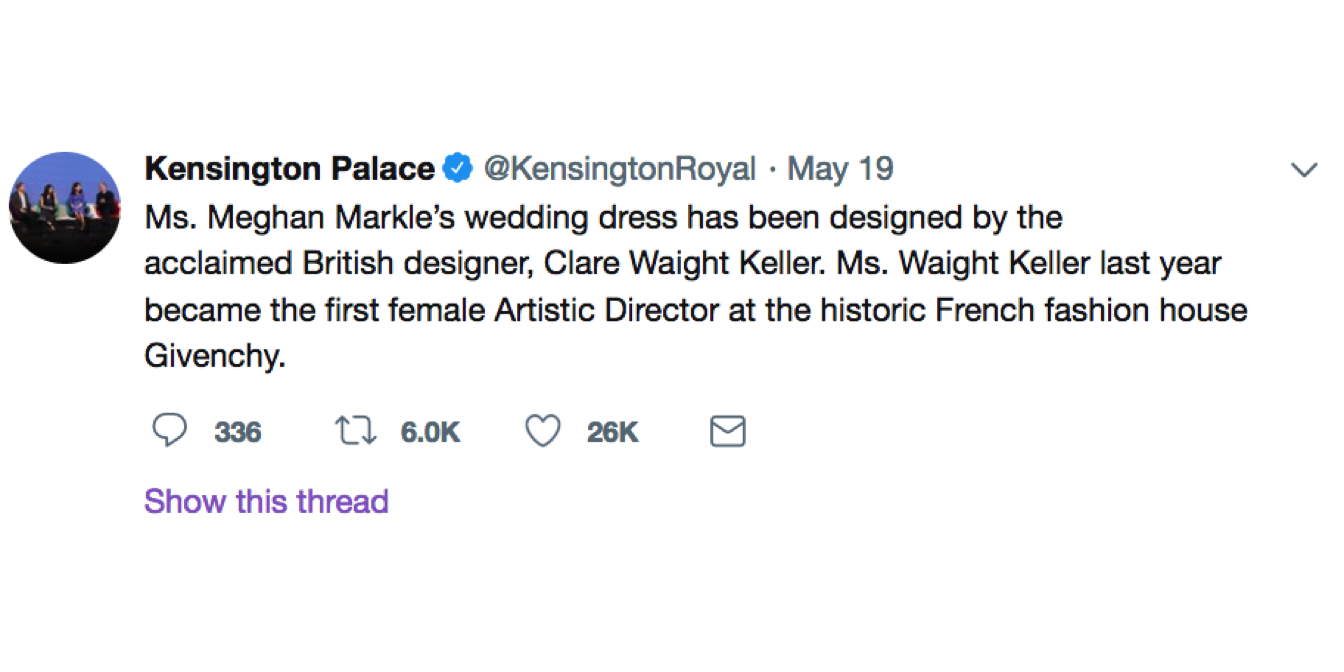 Kensington Palace @KensingtonRoyal · May 19
Ms. Meghan Markle’s wedding dress has been designed by the
acclaimed British designer, Clare Waight Keller. Ms. Waight Keller last year
became the first female Artistic Director at the historic French fashion house
Givenchy.
336 6.0K 26K
Show this thread